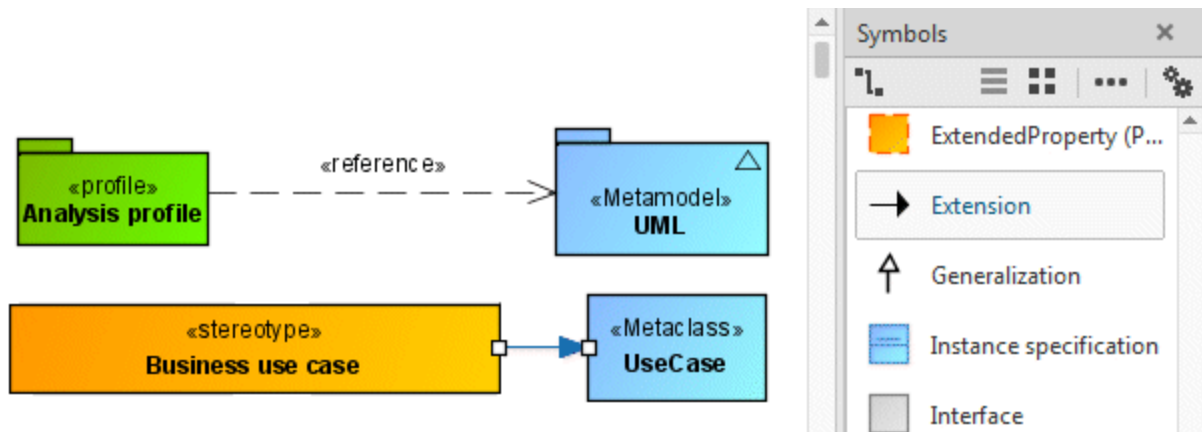 Symbols
ExtendedProperty (P...
«profile»
Analysis profile
«reference»
«Metamodel»
UML
Extension
Generalization
«stereotype»
Business use case
«Metaclass»
UseCase
Instance specification
Interface